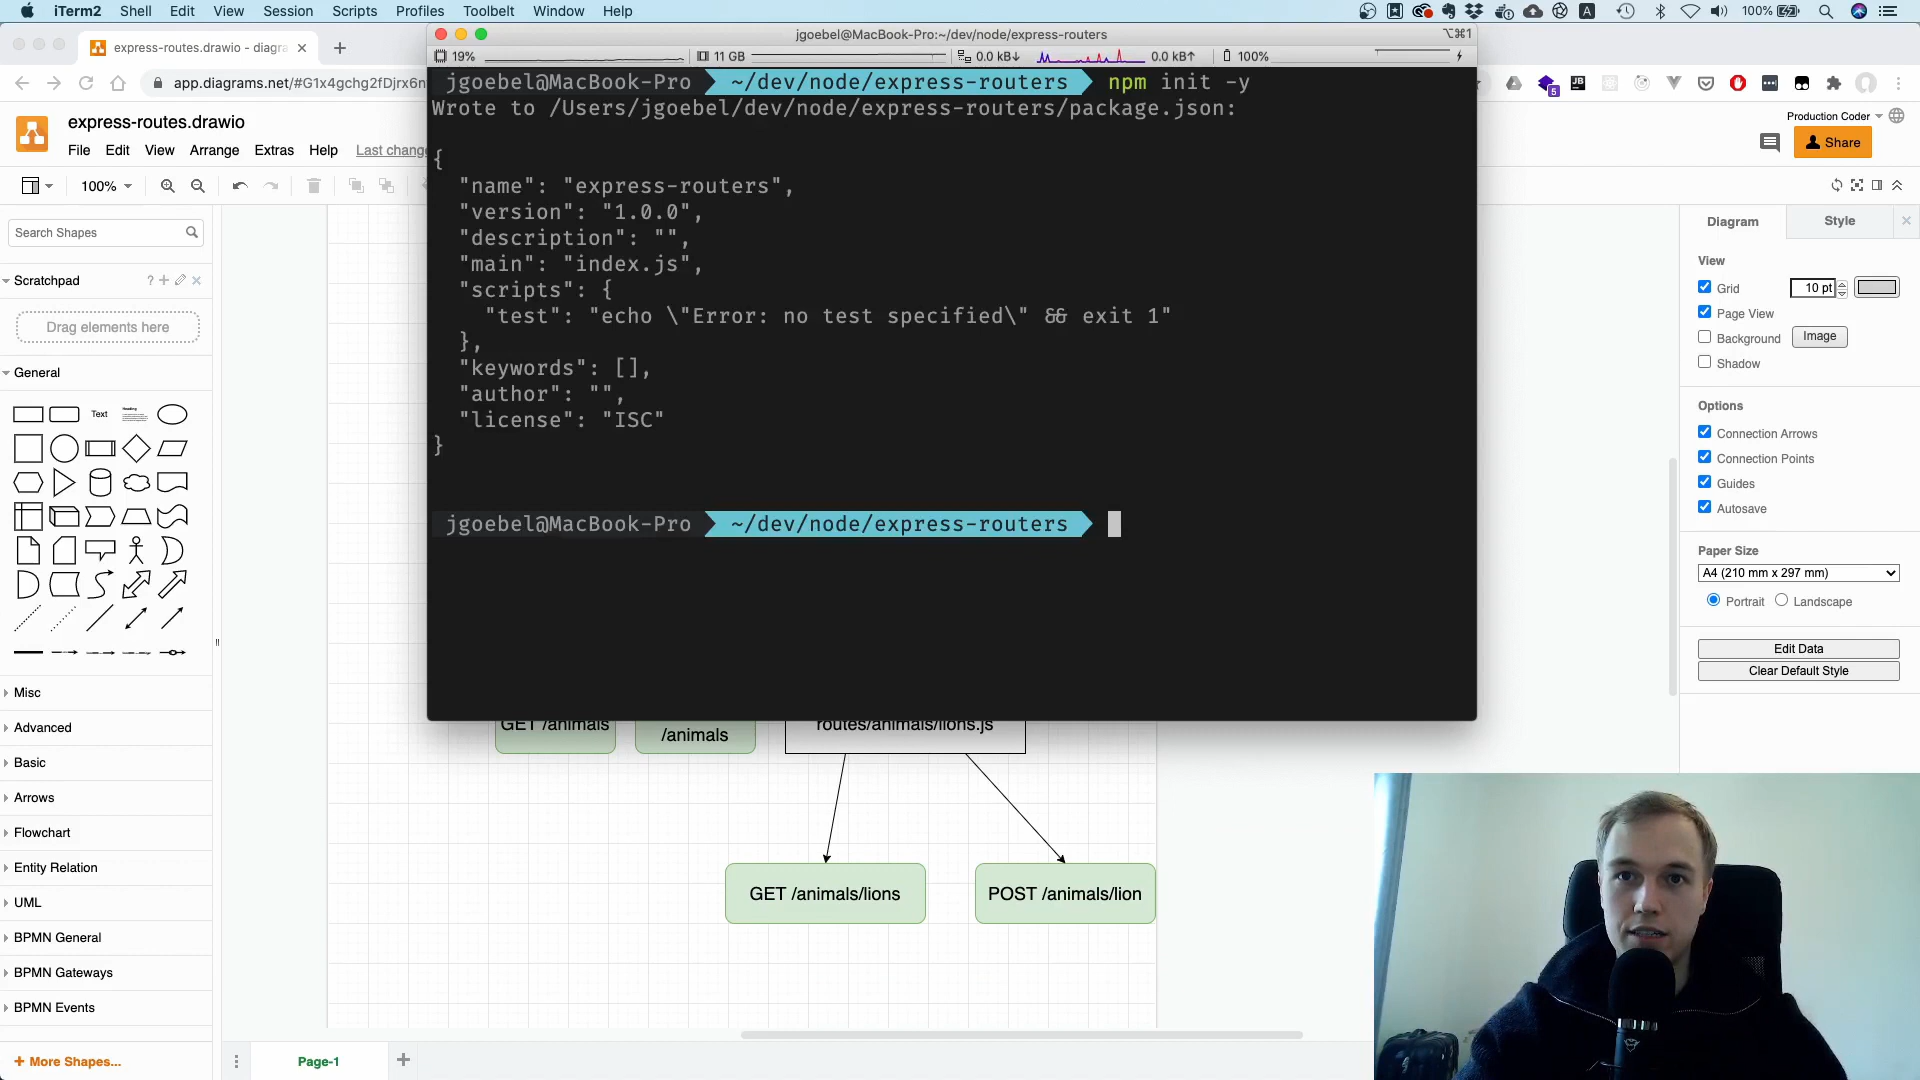 iTerm2 Shell Edit View Session Scripts Profiles Toolbelt Window Help
100%
express-routes.drawio - diagra
jgoebel@MacBook-Pro:~/dev/node/express-routers
⌥⌘1
19%
11 GB
0.0 kB↓
0.0 kB↑
100%
app.diagrams.net/#G1x4gchg2fDjrx6n
jgoebel@MacBook-Pro ~/dev/node/express-routers npm init -y
Wrote to /Users/jgoebel/dev/node/express-routers/package.json:
{
"name": "express-routers",
"version": "1.0.0",
"description": "",
"main": "index.js",
"scripts": {
"test": "echo \"Error: no test specified\" && exit 1"
},
"keywords": [],
"author": "",
"license": "ISC"
}
jgoebel@MacBook-Pro ~/dev/node/express-routers
express-routes.drawio
File Edit View Arrange Extras Help
100%
Production Coder
Share
Search Shapes
Scratchpad
?
Drag elements here
General
Text
Heading
Misc
Advanced
Basic
Arrows
Flowchart
Entity Relation
UML
BPMN General
BPMN Gateways
BPMN Events
+ More Shapes...
Page-1
GET /animals
/animals
routes/animals/lions.js
GET /animals/lions
POST /animals/lion
Diagram
Style
View
Grid
10 pt
Page View
Background
Image
Shadow
Options
Connection Arrows
Connection Points
Guides
Autosave
Paper Size
A4 (210 mm x 297 mm)
Portrait
Landscape
Edit Data
Clear Default Style